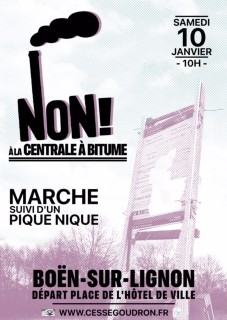 SAMEDI
10
JANVIER
- 10H -
NON!
À LA CENTRALE À BITUME
MARCHE
SUIVI D'UN
PIQUE NIQUE
BOËN-SUR-LIGNON
DÉPART PLACE DE L'HÔTEL DE VILLE
WWW.CESSEGOUDRON.FR